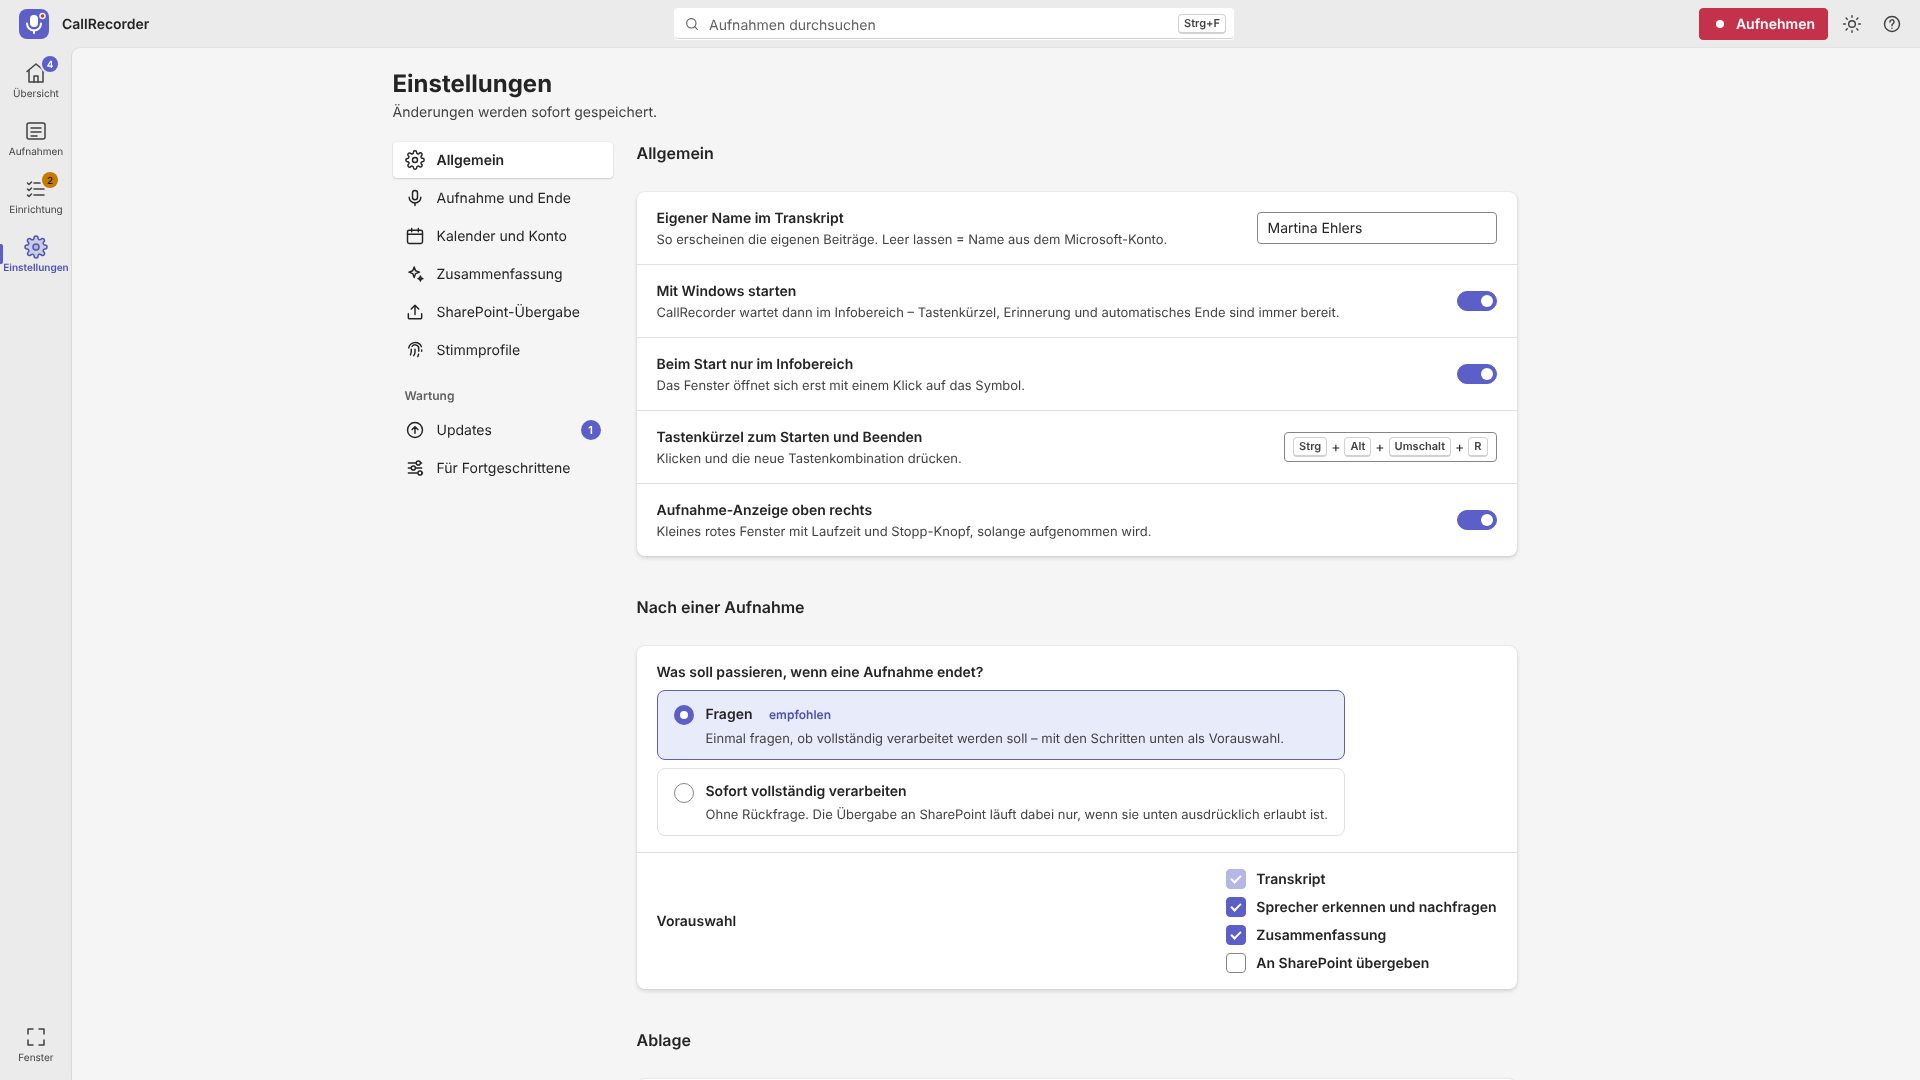 CallRecorder
Aufnahmen durchsuchen
Strg+F
Aufnehmen
4
Übersicht
Aufnahmen
2
Einrichtung
Einstellungen
Fenster
Einstellungen
Änderungen werden sofort gespeichert.
Allgemein
Aufnahme und Ende
Kalender und Konto
Zusammenfassung
SharePoint-Übergabe
Stimmprofile
Wartung
Updates
1
Für Fortgeschrittene
Allgemein
Eigener Name im Transkript
So erscheinen die eigenen Beiträge. Leer lassen = Name aus dem Microsoft-Konto.
Martina Ehlers
Mit Windows starten
CallRecorder wartet dann im Infobereich – Tastenkürzel, Erinnerung und automatisches Ende sind immer bereit.
Beim Start nur im Infobereich
Das Fenster öffnet sich erst mit einem Klick auf das Symbol.
Tastenkürzel zum Starten und Beenden
Klicken und die neue Tastenkombination drücken.
Strg + Alt + Umschalt + R
Aufnahme-Anzeige oben rechts
Kleines rotes Fenster mit Laufzeit und Stopp-Knopf, solange aufgenommen wird.
Nach einer Aufnahme
Was soll passieren, wenn eine Aufnahme endet?
Fragen empfohlen
Einmal fragen, ob vollständig verarbeitet werden soll – mit den Schritten unten als Vorauswahl.
Sofort vollständig verarbeiten
Ohne Rückfrage. Die Übergabe an SharePoint läuft dabei nur, wenn sie unten ausdrücklich erlaubt ist.
Vorauswahl
Transkript
Sprecher erkennen und nachfragen
Zusammenfassung
An SharePoint übergeben
Ablage